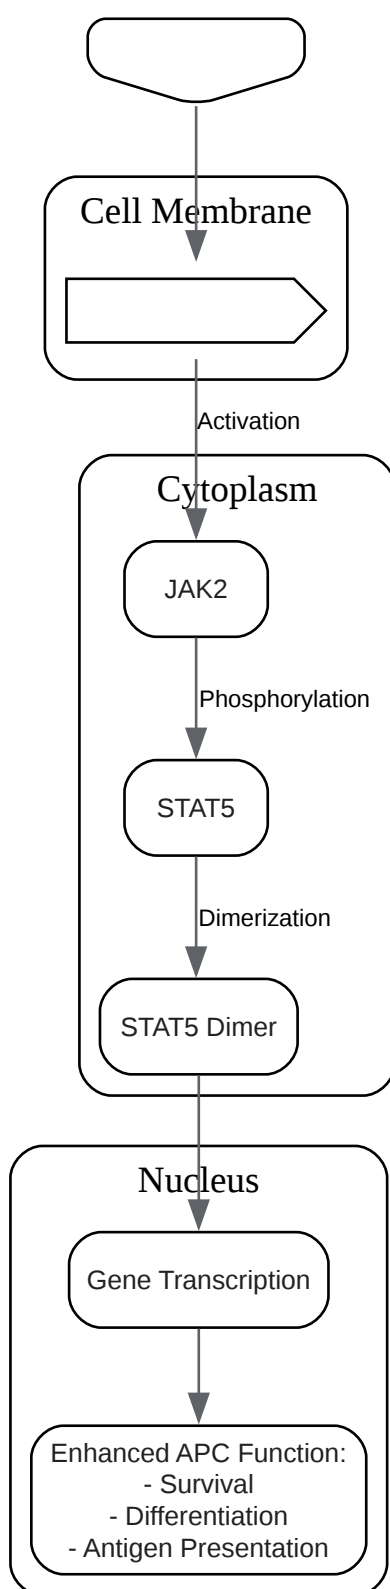 Cell Membrane
Activation
Cytoplasm
JAK2
Phosphorylation
STAT5
Dimerization
STAT5 Dimer
Nucleus
Gene Transcription
Enhanced APC Function:
- Survival
- Differentiation
- Antigen Presentation